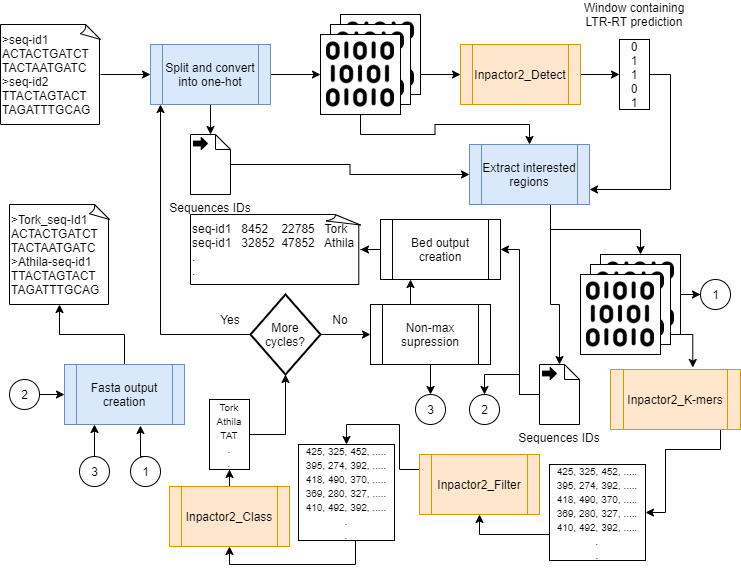 >seq-id1
ACTACTGATCT
TACTAATGATC
>seq-id2
TTACTAGTACT
TAGATTTGCAG
Split and convert
into one-hot
01010
10101
01010
Inpactor2_Detect
Window containing
LTR-RT prediction
0
1
1
0
1
Sequences IDs
Extract interested
regions
>Tork_seq-Id1
ACTACTGATCT
TACTAATGATC
>Athila-seq-id1
TTACTAGTACT
TAGATTTGCAG
seq-id1 8452 22785 Tork
seq-id1 32852 47852 Athila
.
.
Bed output
creation
01010
10101
01010
1
Yes
More
cycles?
No
Non-max
supression
Fasta output
creation
2
3
1
3
2
Sequences IDs
Inpactor2_K-mers
Tork
Athila
TAT
.
.
425, 325, 452, .....
395, 274, 392, .....
418, 490, 370, .....
369, 280, 327, .....
410, 492, 392, .....
.
.
Inpactor2_Filter
425, 325, 452, .....
395, 274, 392, .....
418, 490, 370, .....
369, 280, 327, .....
410, 492, 392, .....
.
.
Inpactor2_Class